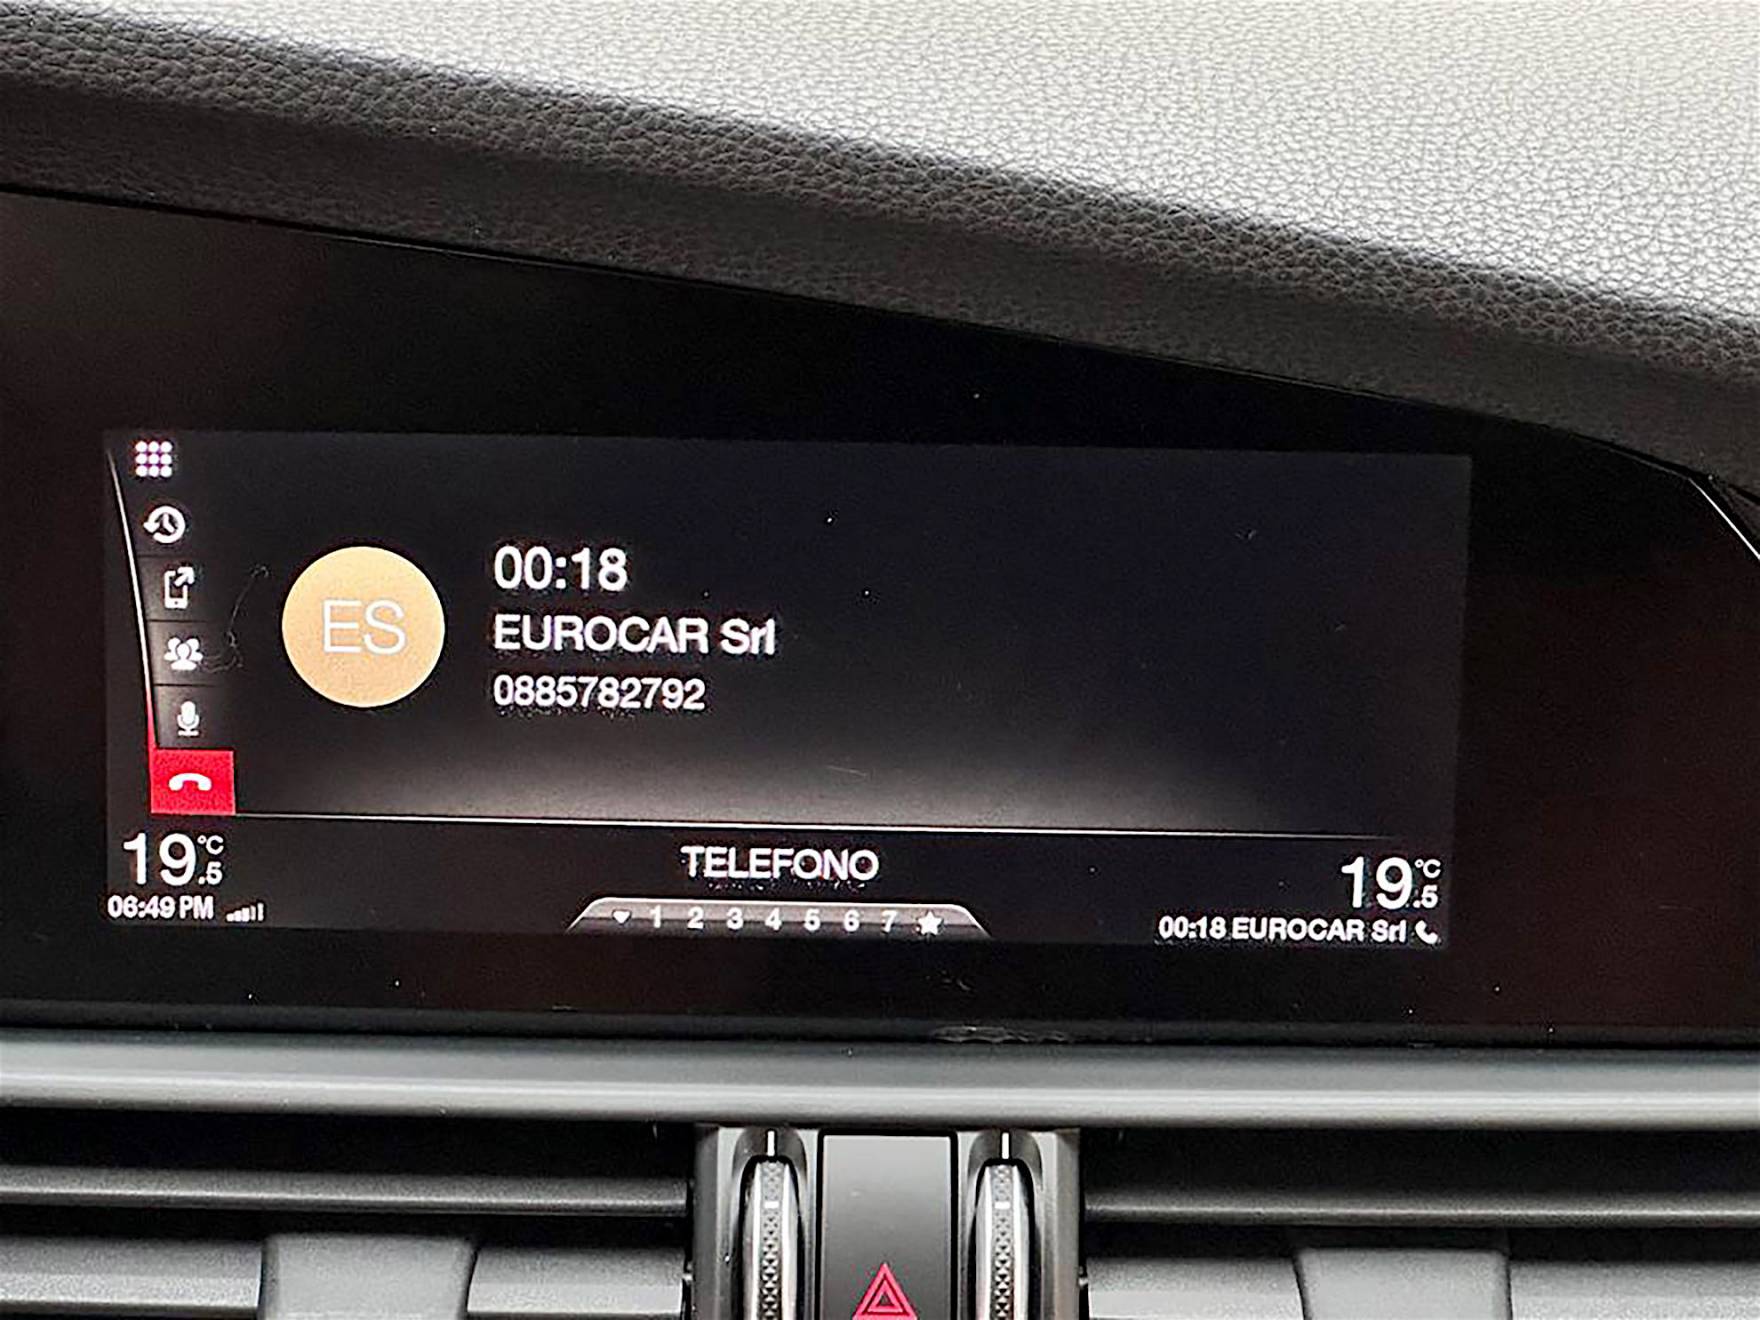 00:18
ES
EUROCAR Srl
0885782792
19.5 °C
TELEFONO
19.5 °C
06:49 PM
1 2 3 4 5 6 7
00:18 EUROCAR Srl